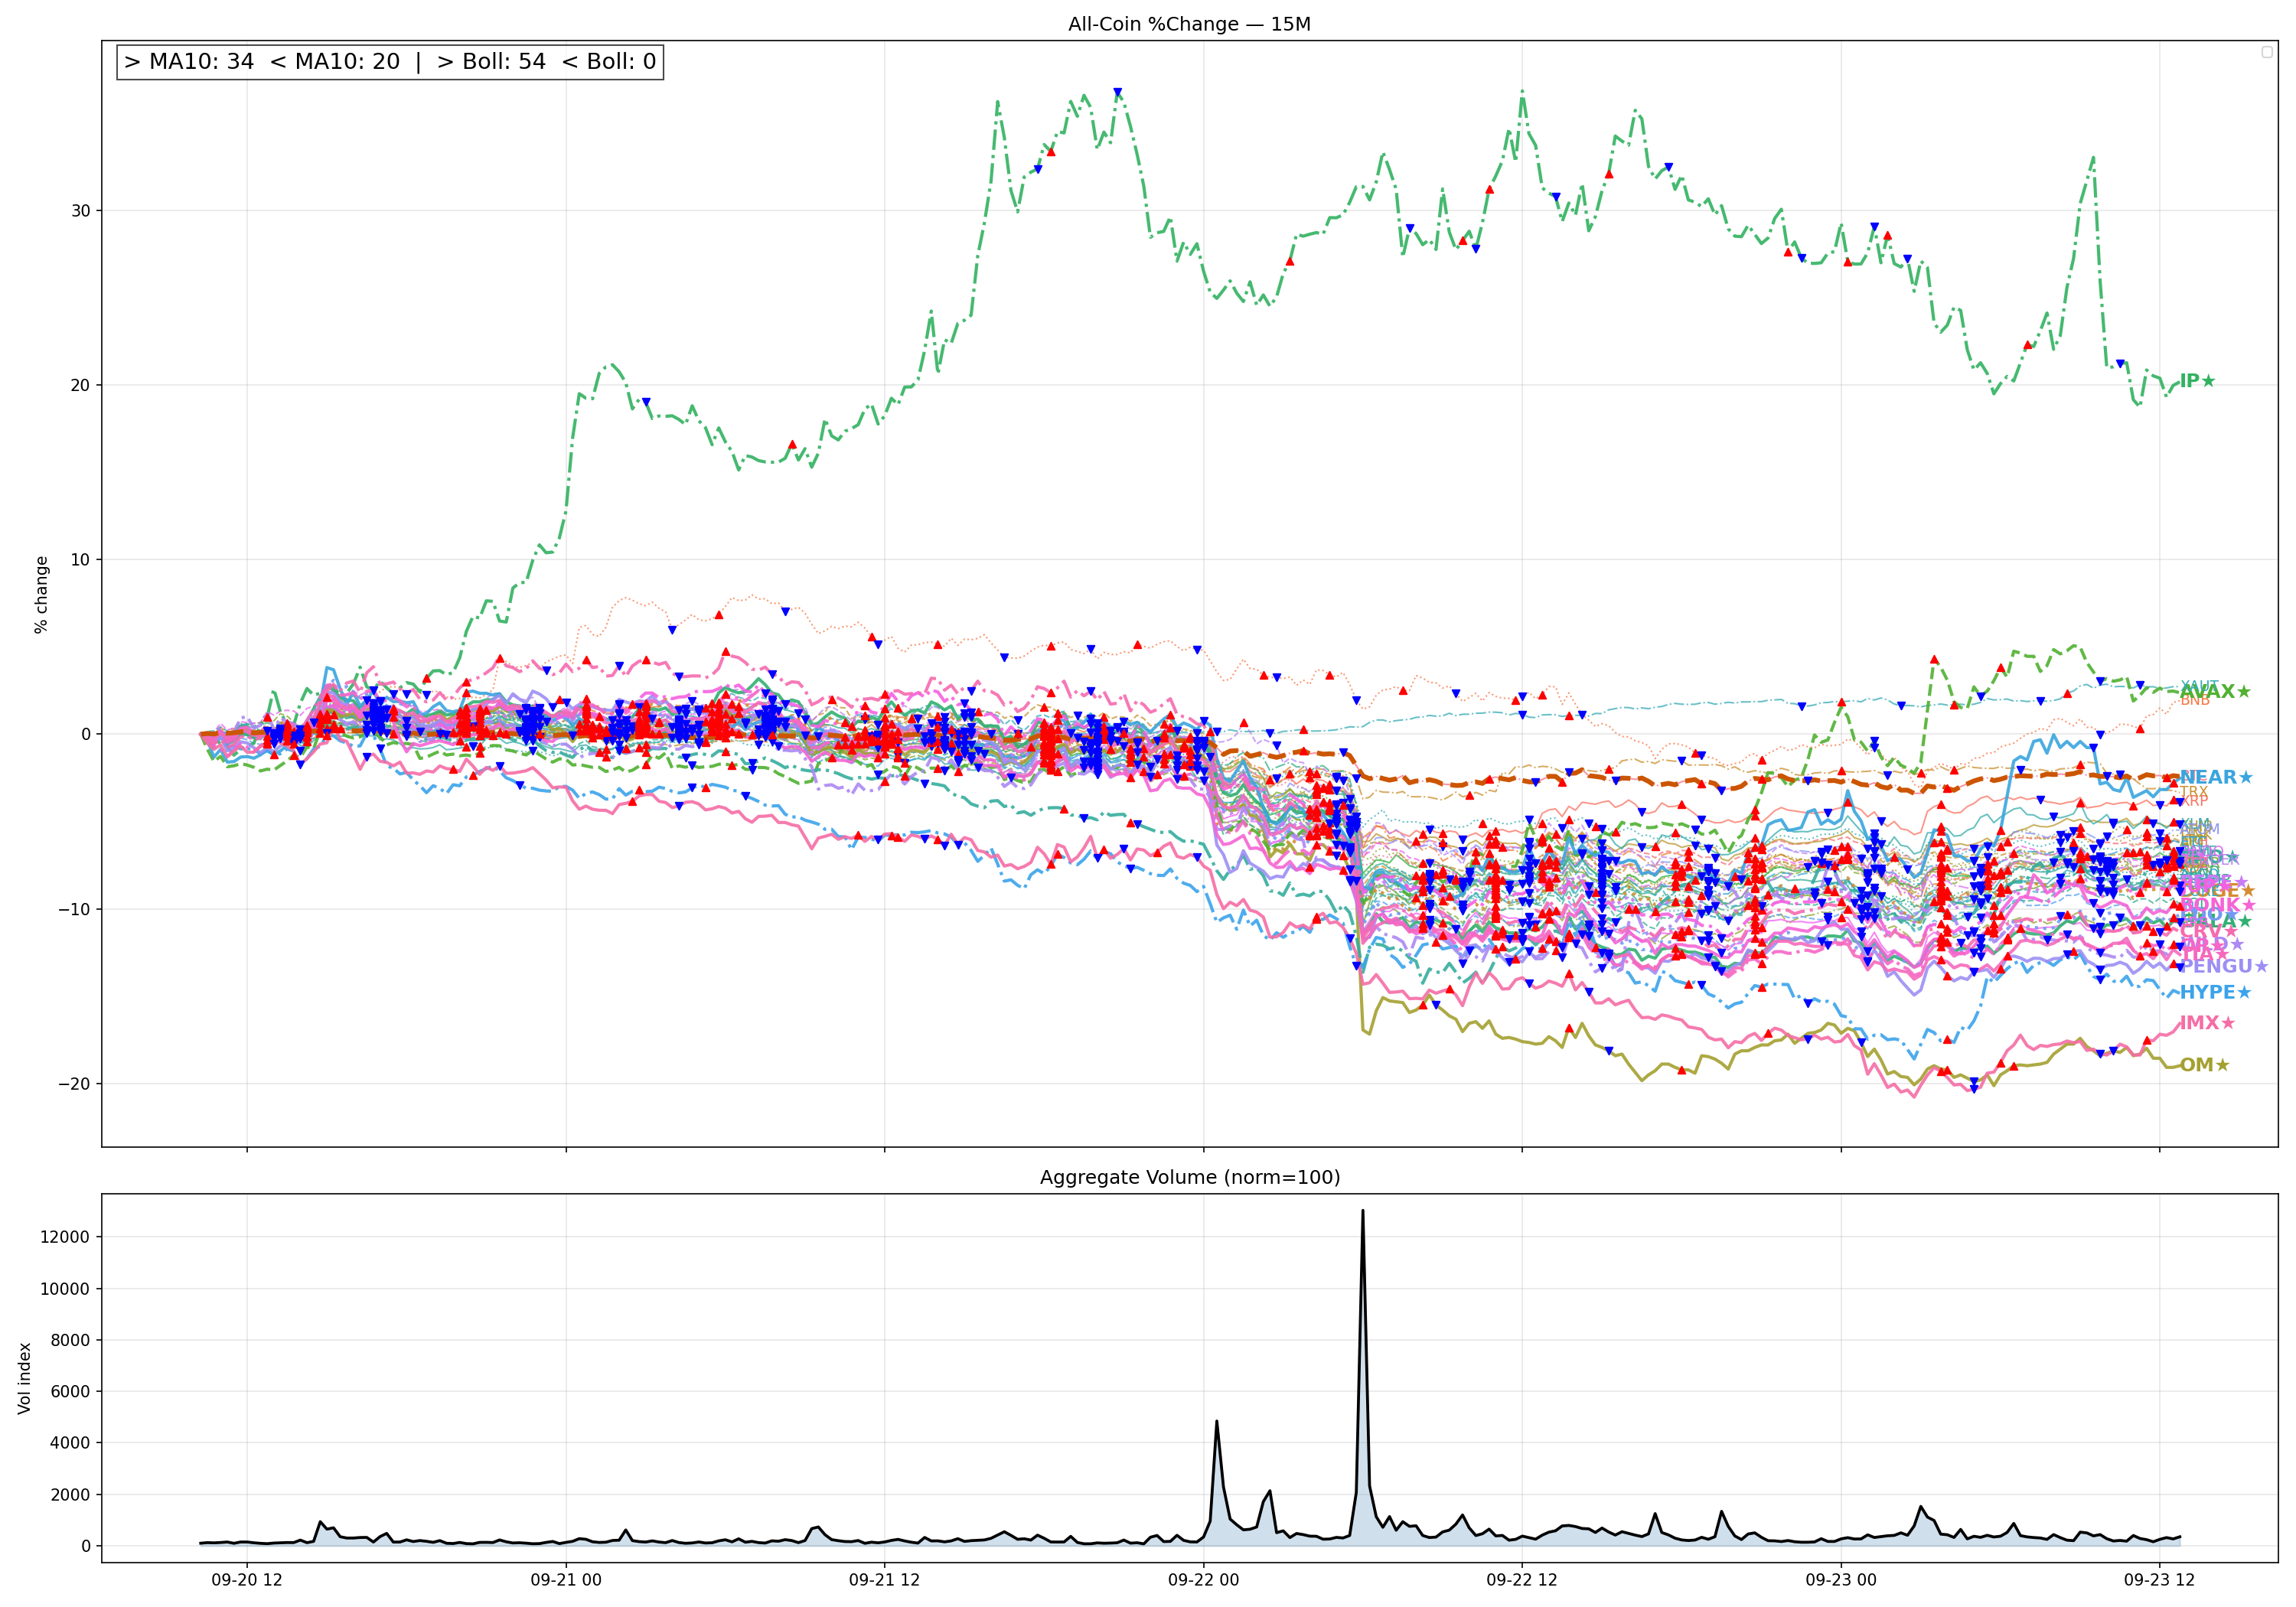 All-Coin %Change — 15M
> MA10: 34  < MA10: 20  |  > Boll: 54  < Boll: 0
% change
30
20
10
0
−10
−20
IP★
XAUT
AVAX★
BNB
NEAR★
TRX
XRP
BONK★
CRV★
PENGU★
HYPE★
IMX★
OM★
Aggregate Volume (norm=100)
Vol index
12000
10000
8000
6000
4000
2000
0
09-20 12
09-21 00
09-21 12
09-22 00
09-22 12
09-23 00
09-23 12